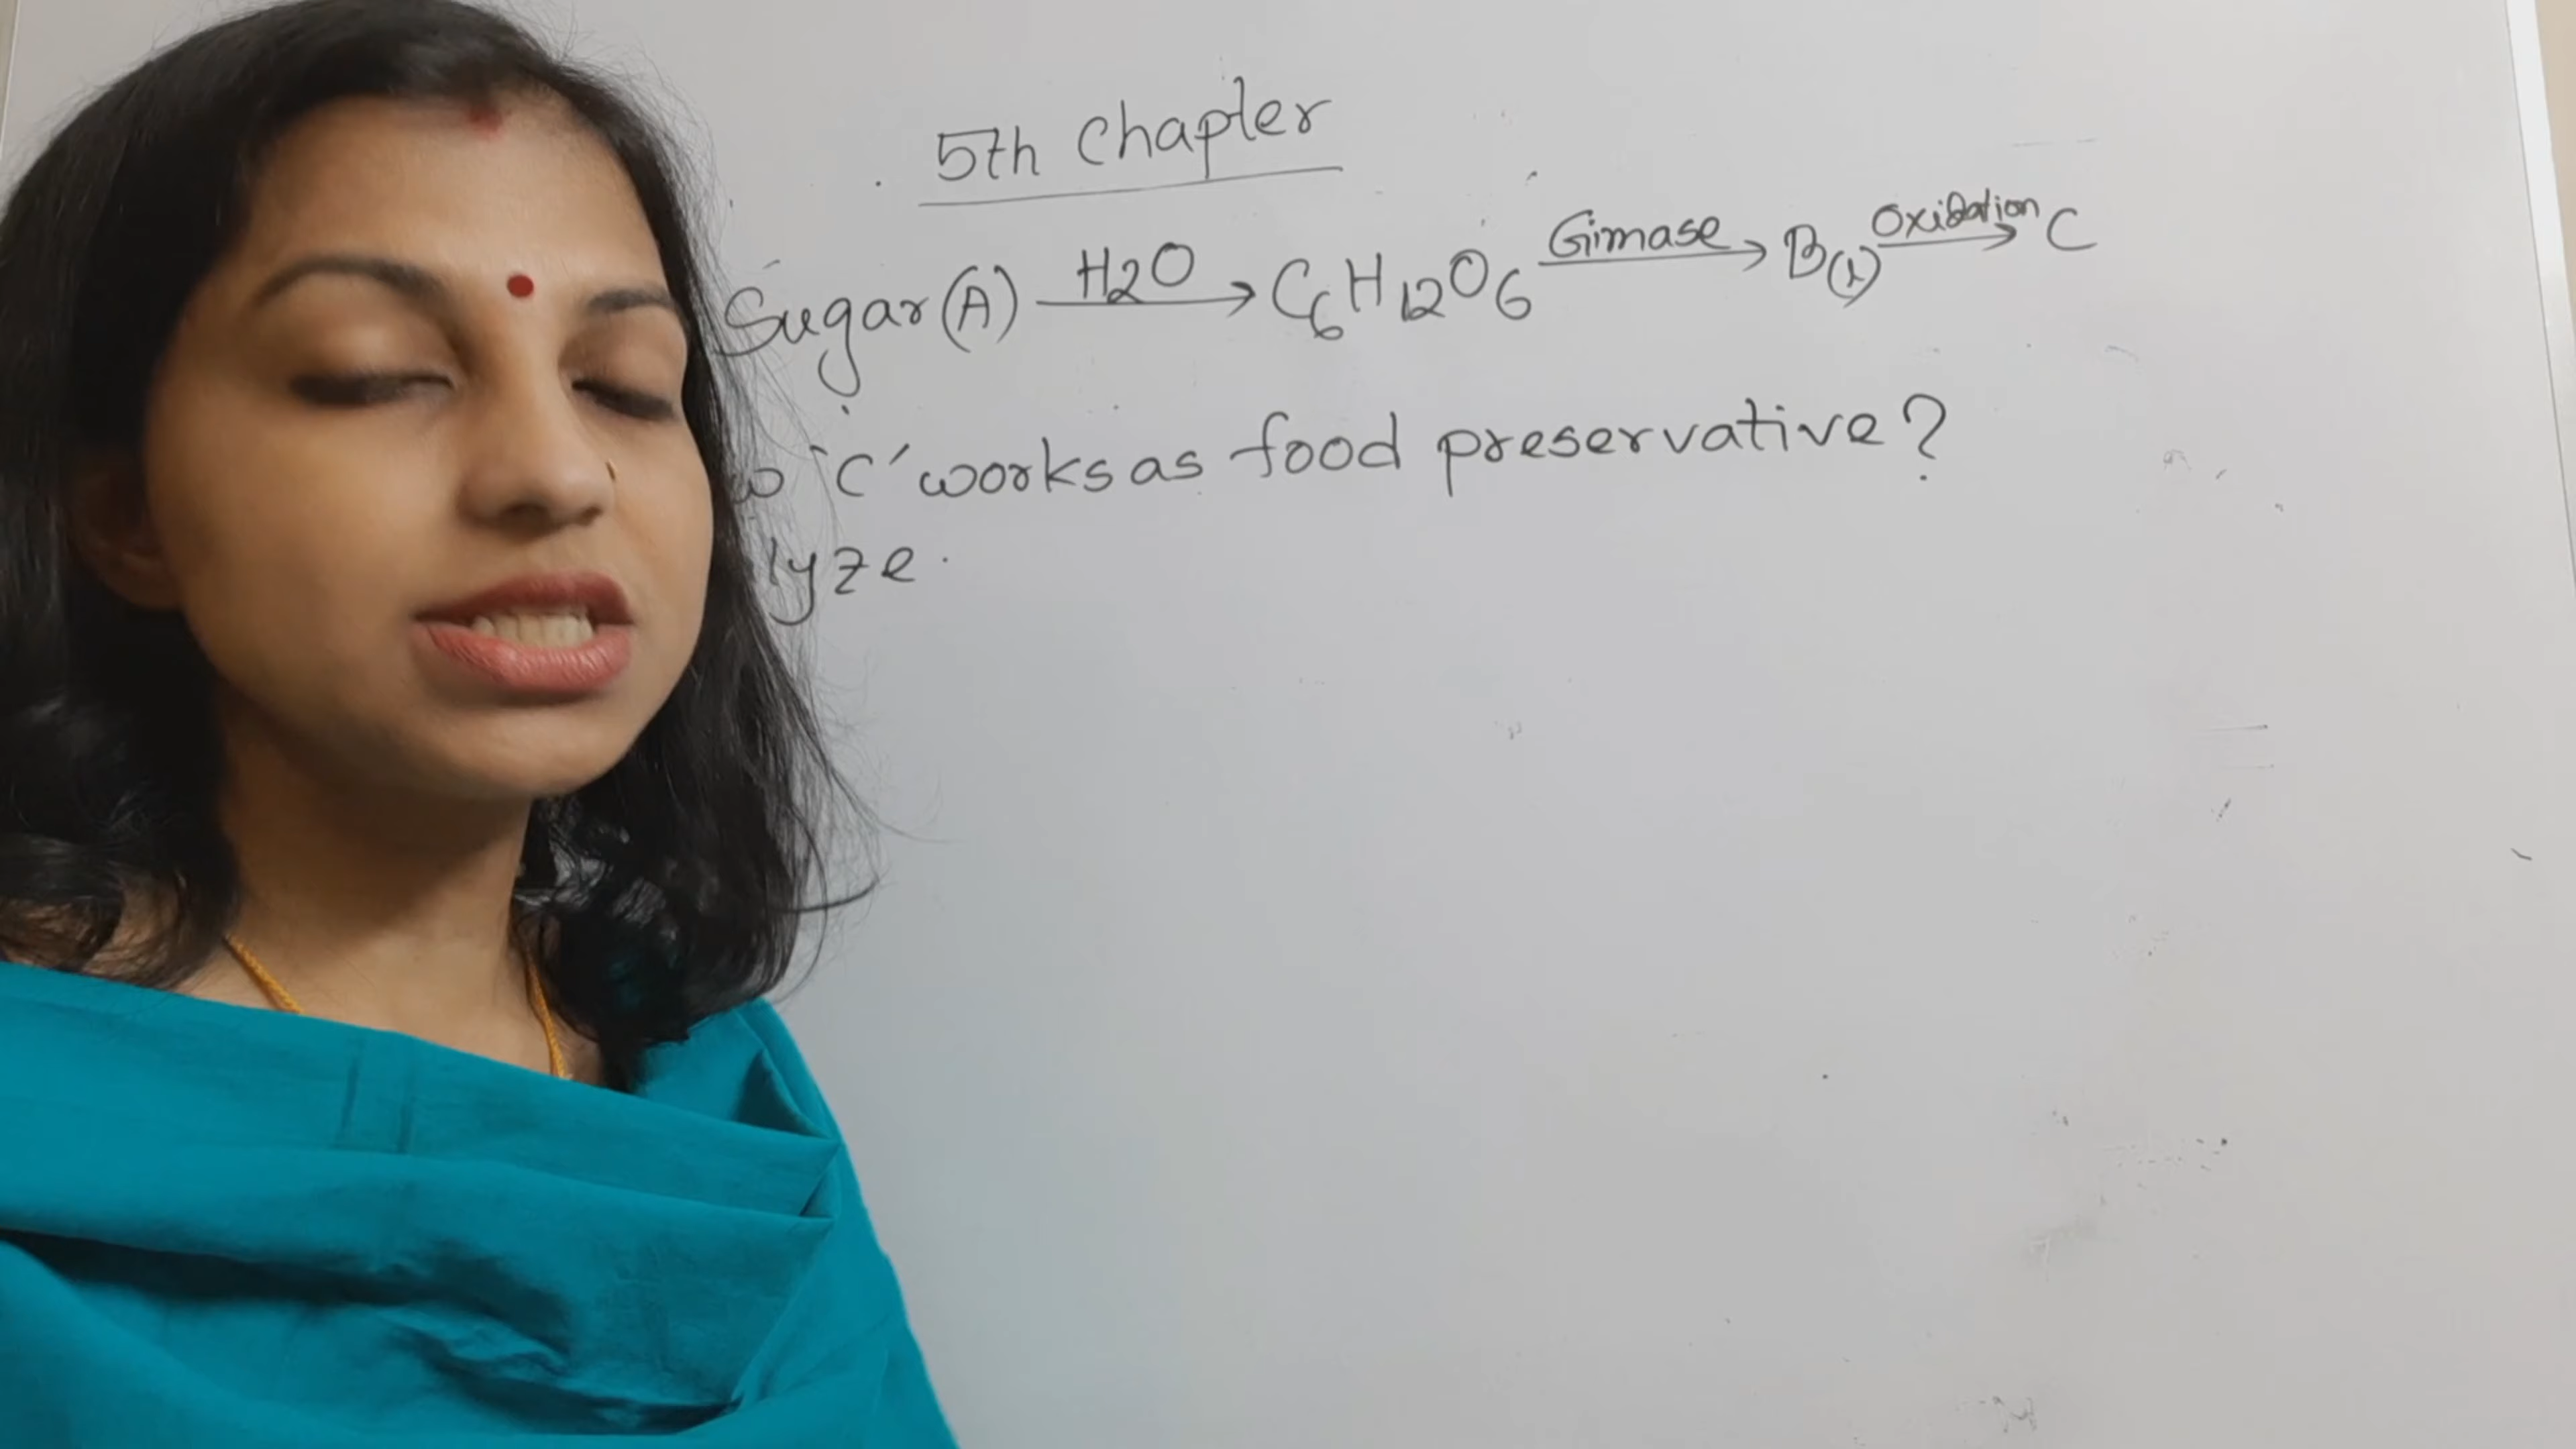 5th Chapter
Sugar(A) H2O → C6H12O6 Gimase → B(l) Oxidation → C
'C' works as food preservative?
lyze.